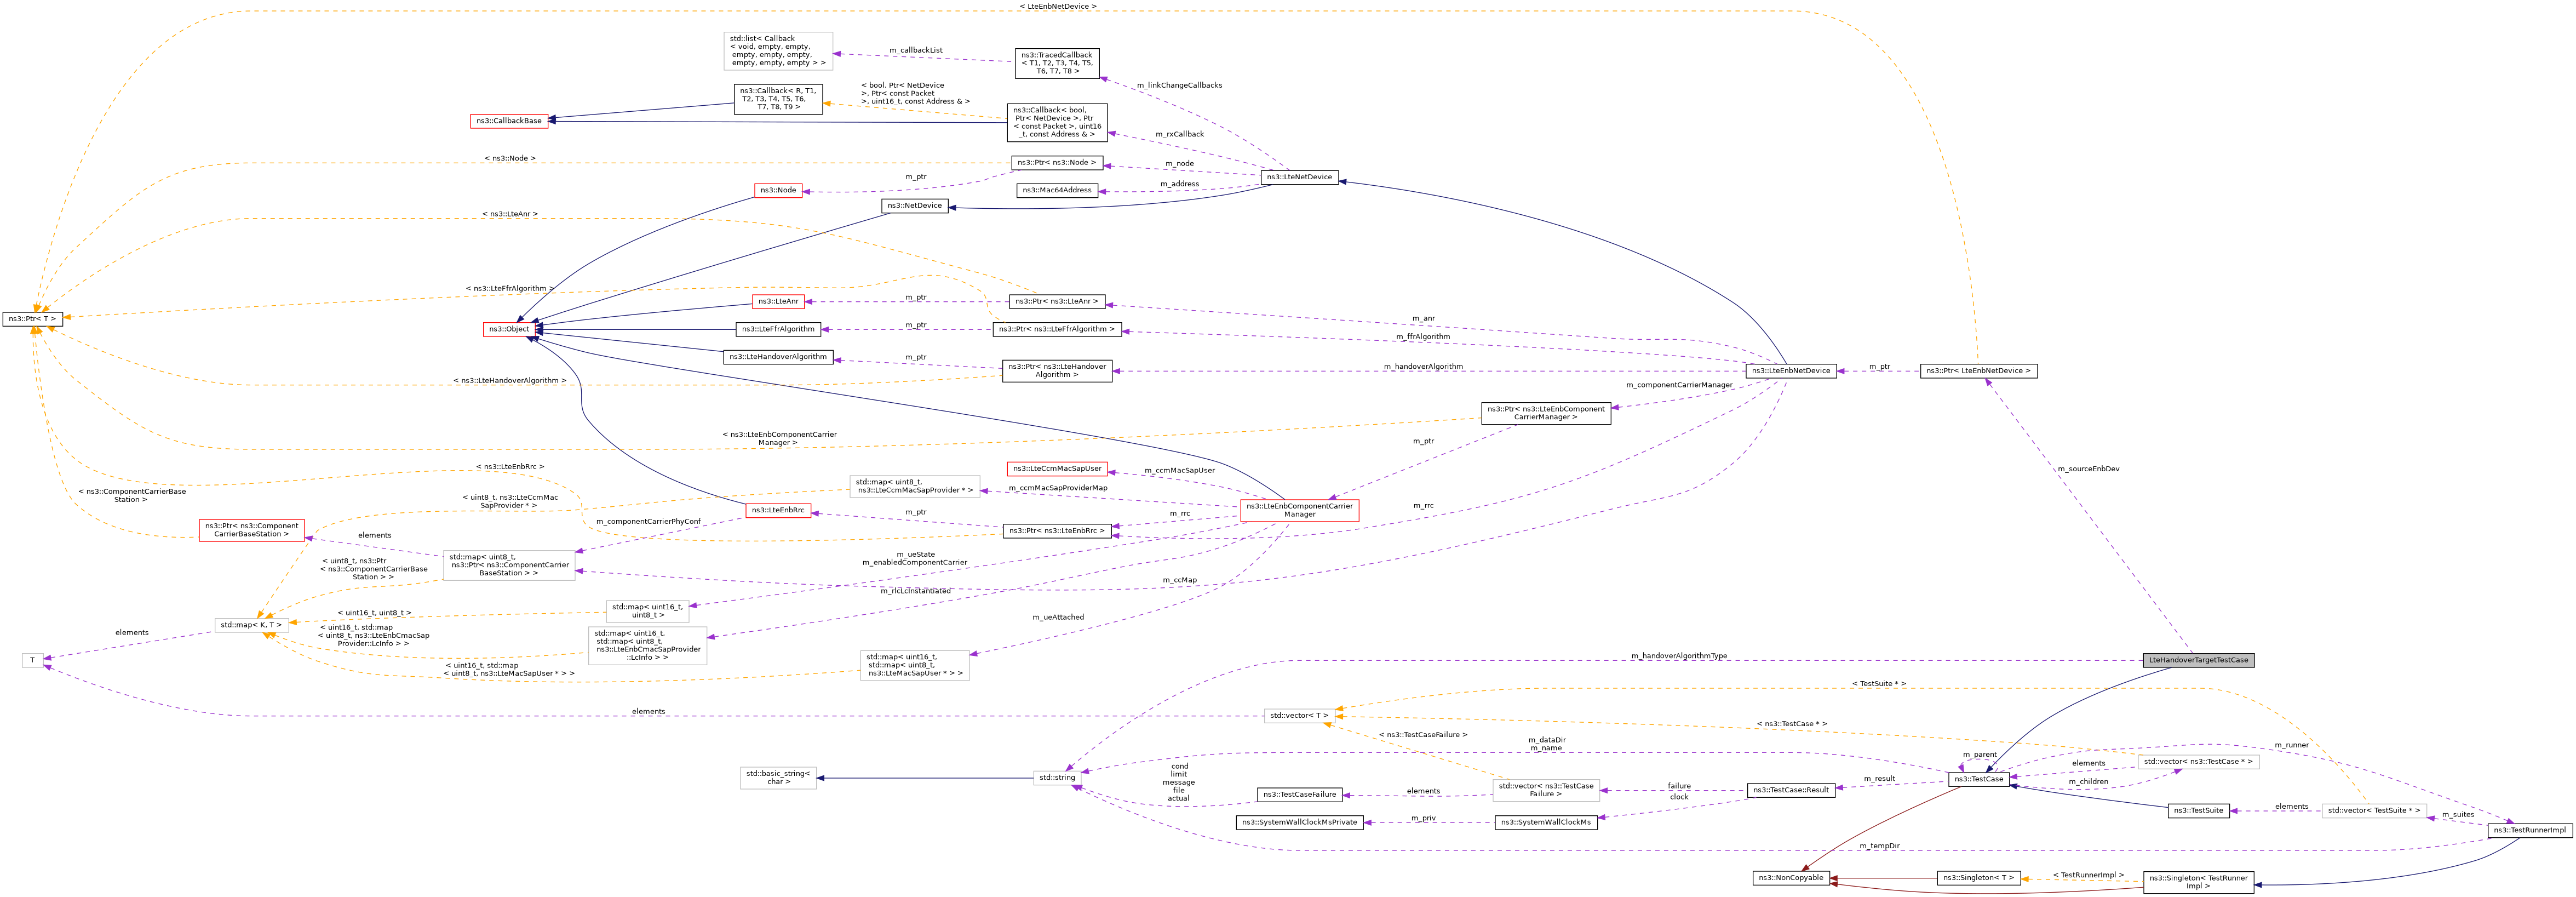 < LteEnbNetDevice >
std::list< Callback
< void, empty, empty,
empty, empty, empty,
empty, empty, empty > >
m_callbackList
ns3::TracedCallback
< T1, T2, T3, T4, T5,
T6, T7, T8 >
m_linkChangeCallbacks
ns3::Callback< R, T1,
T2, T3, T4, T5, T6,
T7, T8, T9 >
< bool, Ptr< NetDevice
>, Ptr< const Packet
>, uint16_t, const Address & >
ns3::CallbackBase
ns3::Callback< bool,
Ptr< NetDevice >, Ptr
< const Packet >, uint16
_t, const Address & >
m_rxCallback
< ns3::Node >
ns3::Ptr< ns3::Node >
m_node
m_ptr
ns3::LteNetDevice
ns3::Node
ns3::Mac64Address
m_address
ns3::NetDevice
< ns3::LteAnr >
< ns3::LteFfrAlgorithm >
ns3::LteAnr
m_ptr
ns3::Ptr< ns3::LteAnr >
ns3::Ptr< T >
m_anr
ns3::Object
ns3::LteFfrAlgorithm
m_ptr
ns3::Ptr< ns3::LteFfrAlgorithm >
m_ffrAlgorithm
ns3::LteHandoverAlgorithm
m_ptr
ns3::Ptr< ns3::LteHandover
Algorithm >
m_handoverAlgorithm
ns3::LteEnbNetDevice
m_ptr
ns3::Ptr< LteEnbNetDevice >
< ns3::LteHandoverAlgorithm >
m_componentCarrierManager
ns3::Ptr< ns3::LteEnbComponent
CarrierManager >
< ns3::LteEnbComponentCarrier
Manager >
m_ptr
< ns3::LteEnbRrc >
ns3::LteCcmMacSapUser
m_ccmMacSapUser
m_sourceEnbDev
std::map< uint8_t,
ns3::LteCcmMacSapProvider * >
m_ccmMacSapProviderMap
< ns3::ComponentCarrierBase
Station >
< uint8_t, ns3::LteCcmMac
SapProvider * >
ns3::LteEnbComponentCarrier
Manager
m_rrc
ns3::LteEnbRrc
m_ptr
m_rrc
m_componentCarrierPhyConf
ns3::Ptr< ns3::Component
CarrierBaseStation >
ns3::Ptr< ns3::LteEnbRrc >
elements
m_ueState
m_enabledComponentCarrier
std::map< uint8_t,
ns3::Ptr< ns3::ComponentCarrier
BaseStation > >
< uint8_t, ns3::Ptr
< ns3::ComponentCarrierBase
Station > >
m_ccMap
m_rlcLcInstantiated
std::map< uint16_t,
uint8_t >
< uint16_t, uint8_t >
m_ueAttached
std::map< K, T >
elements
< uint16_t, std::map
< uint8_t, ns3::LteEnbCmacSap
Provider::LcInfo > >
std::map< uint16_t,
std::map< uint8_t,
ns3::LteEnbCmacSapProvider
::LcInfo > >
T
< uint16_t, std::map
< uint8_t, ns3::LteMacSapUser * > >
std::map< uint16_t,
std::map< uint8_t,
ns3::LteMacSapUser * > >
m_handoverAlgorithmType
LteHandoverTargetTestCase
< TestSuite * >
elements
std::vector< T >
< ns3::TestCase * >
< ns3::TestCaseFailure >
m_dataDir
m_name
m_runner
m_parent
std::vector< ns3::TestCase * >
elements
std::basic_string<
char >
std::string
cond
limit
message
file
actual
m_result
ns3::TestCase
m_children
std::vector< ns3::TestCase
Failure >
failure
ns3::TestCase::Result
ns3::TestCaseFailure
elements
clock
ns3::TestSuite
elements
std::vector< TestSuite * >
m_suites
ns3::SystemWallClockMsPrivate
m_priv
ns3::SystemWallClockMs
ns3::TestRunnerImpl
m_tempDir
ns3::NonCopyable
ns3::Singleton< T >
< TestRunnerImpl >
ns3::Singleton< TestRunner
Impl >